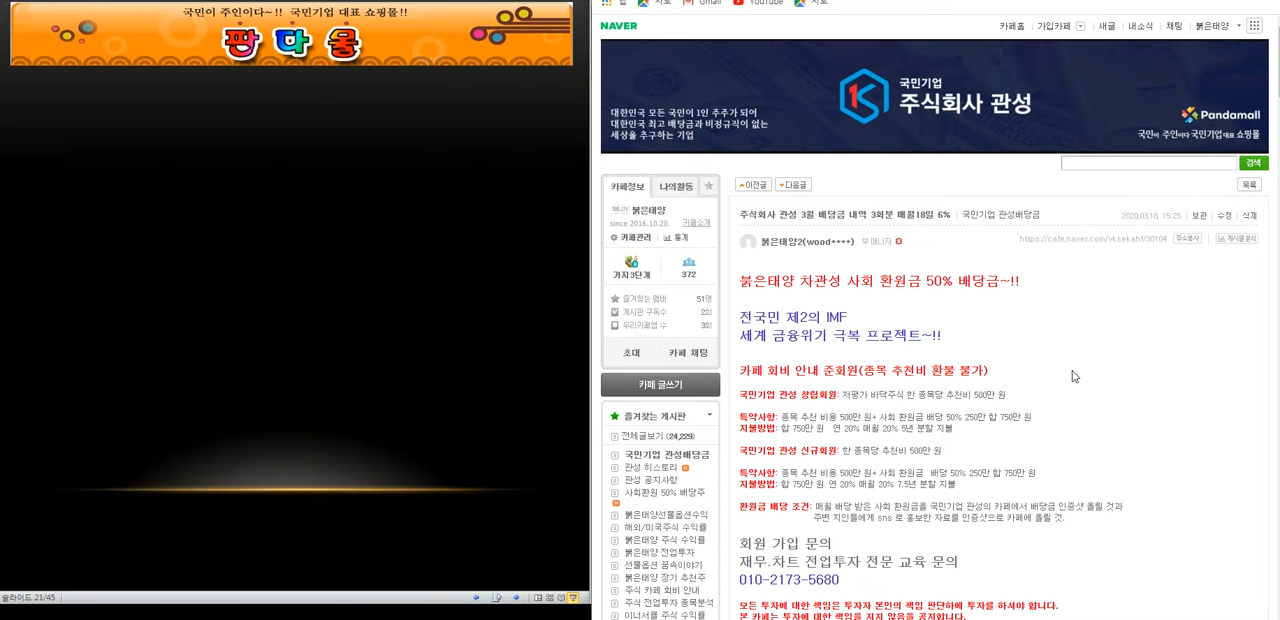 국민이 주인이다~!! 국민기업 대표 쇼핑몰!!
판다몰
슬라이드 21/45
지도
Gmail
YouTube
지도
NAVER
카페홈
가입카페
새글
내소식
채팅
붉은태양
대한민국 모든 국민이 1인 주주가 되어
대한민국 최고 배당금과 비정규직이 없는
세상을 추구하는 기업
국민기업
주식회사 관성
Pandamall
국민이 주인이다 국민기업 대표 쇼핑몰
검색
카페정보
나의활동
매니저 붉은태양
since 2016.10.20.
카페소개
카페관리
통계
가지3단계
372
즐겨찾는 멤버 51명
게시판 구독수 2회
우리카페앱 수 3회
초대
카페 채팅
카페 글쓰기
즐겨찾는 게시판
전체글보기 (24,229)
국민기업 관성배당금
관성 히스토리
관성 공지사항
사회환원 50% 배당주
붉은태양선물옵션수익
해외/미국주식 수익률
붉은태양 주식 수익률
붉은태양 전업투자
선물옵션 꿈속이야기
붉은태양 장기 추천주
주식 카페 회비 안내
주식 전업투자 종목분석
이너서클 주식 수익률
이전글
다음글
목록
주식회사 관성 3월 배당금 내역 3회분 매월18일 6%
국민기업 관성배당금
2020.03.18. 15:25
보관
수정
삭제
붉은태양2(wood****)
부매니저
https://cafe.naver.com/vksekahf/30104
주소복사
게시글 분석
붉은태양 차관성 사회 환원금 50% 배당금~!!
전국민 제2의 IMF
세계 금융위기 극복 프로젝트~!!
카페 회비 안내 준회원(종목 추천비 환불 불가)
국민기업 관성 창립회원: 저평가 바닥주식 한 종목당 추천비 500만 원
특약사항: 종목 추천 비용 500만 원+ 사회 환원금 배당 50% 250만 합 750만 원
지불방법: 합 750만 원 연 20% 매월 20% 5년 분할 지불
국민기업 관성 신규회원: 한 종목당 추천비 500만 원
특약사항: 종목 추천 비용 500만 원+ 사회 환원금 배당 50% 250만 합 750만 원
지불방법: 합 750만 원 연 20% 매월 20% 7.5년 분할 지불
환원금 배당 조건: 매월 배당 받은 사회 환원금을 국민기업 관성의 카페에서 배당금 인증샷 올릴 것과
주변 지인들에게 sns 로 홍보한 자료를 인증샷으로 카페에 올릴 것.
회원 가입 문의
재무.차트 전업투자 전문 교육 문의
010-2173-5680
모든 투자에 대한 책임은 투자자 본인의 책임 판단하에 투자를 하셔야 합니다.
본 카페는 투자에 대한 책임을 지지 않음을 공지합니다.